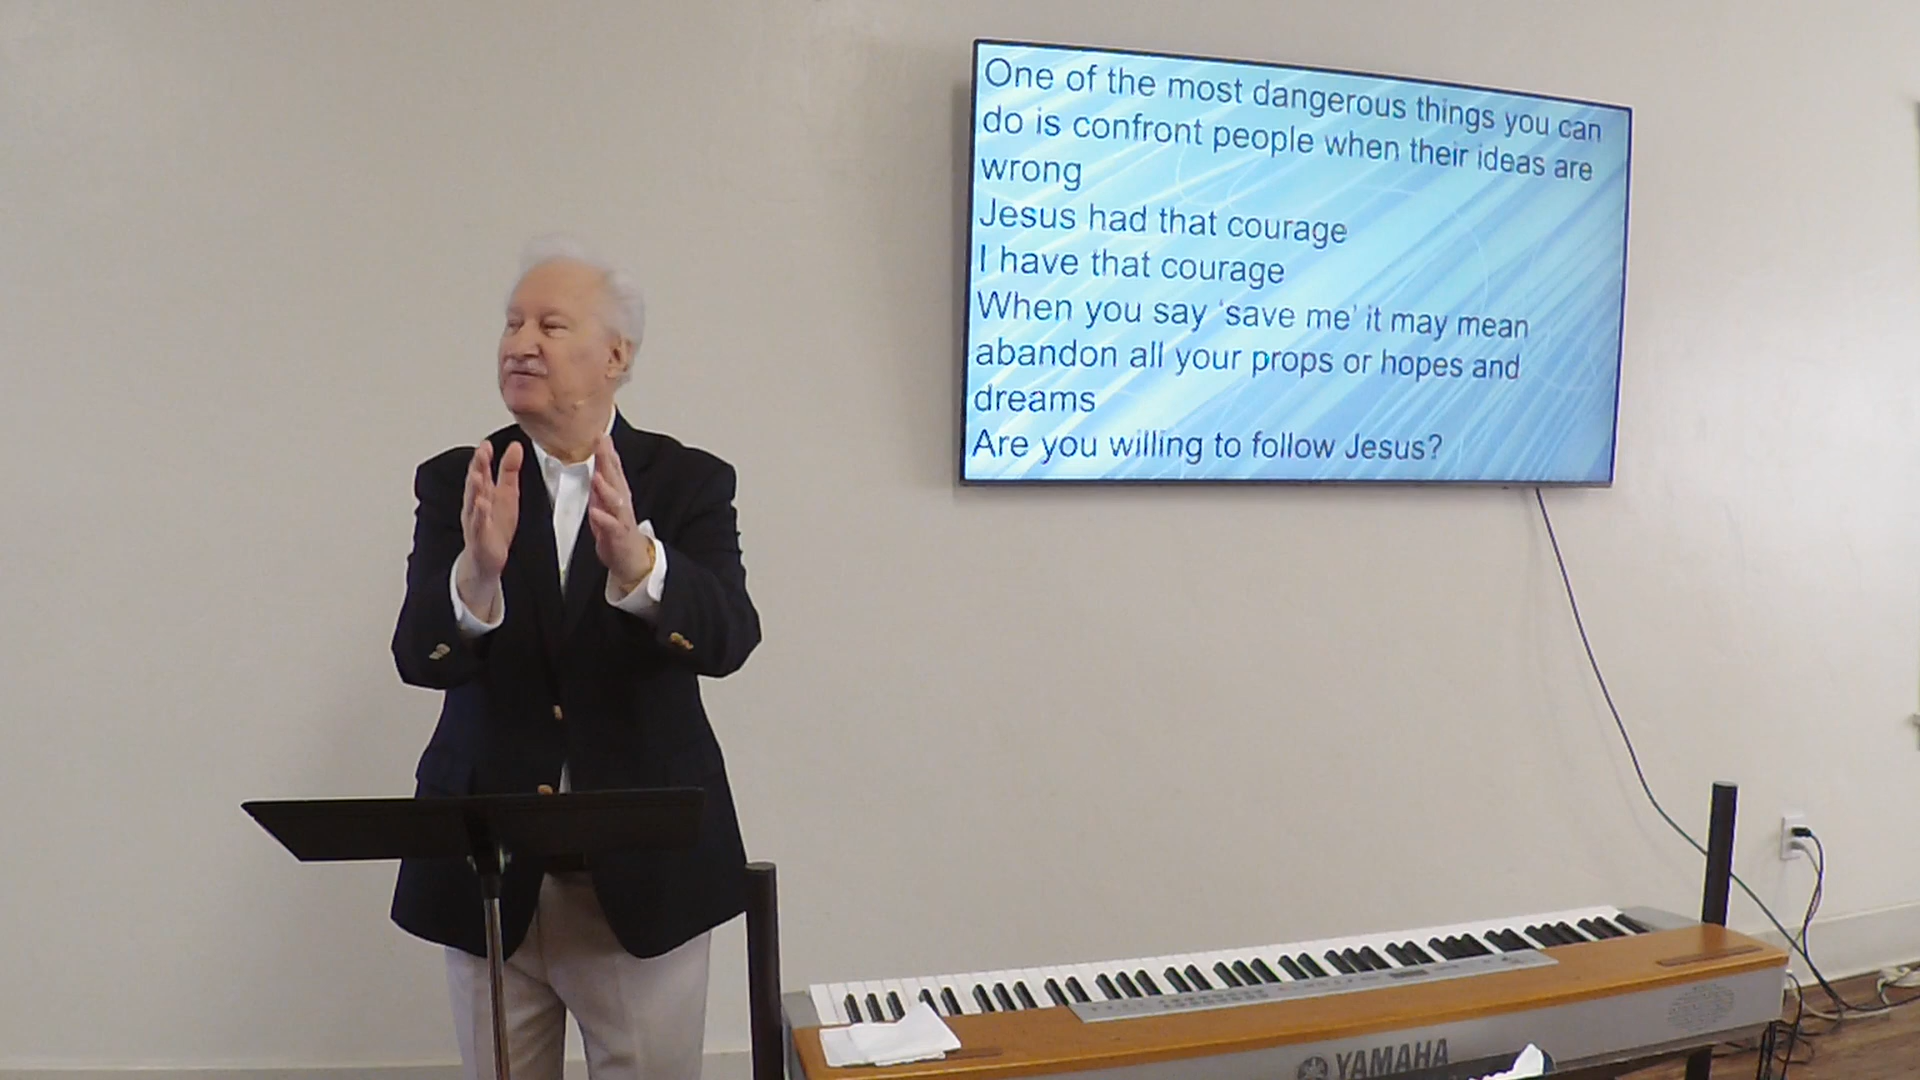 One of the most dangerous things you can
do is confront people when their ideas are
wrong
Jesus had that courage
I have that courage
When you say ‘save me’ it may mean
abandon all your props or hopes and
dreams
Are you willing to follow Jesus?
YAMAHA